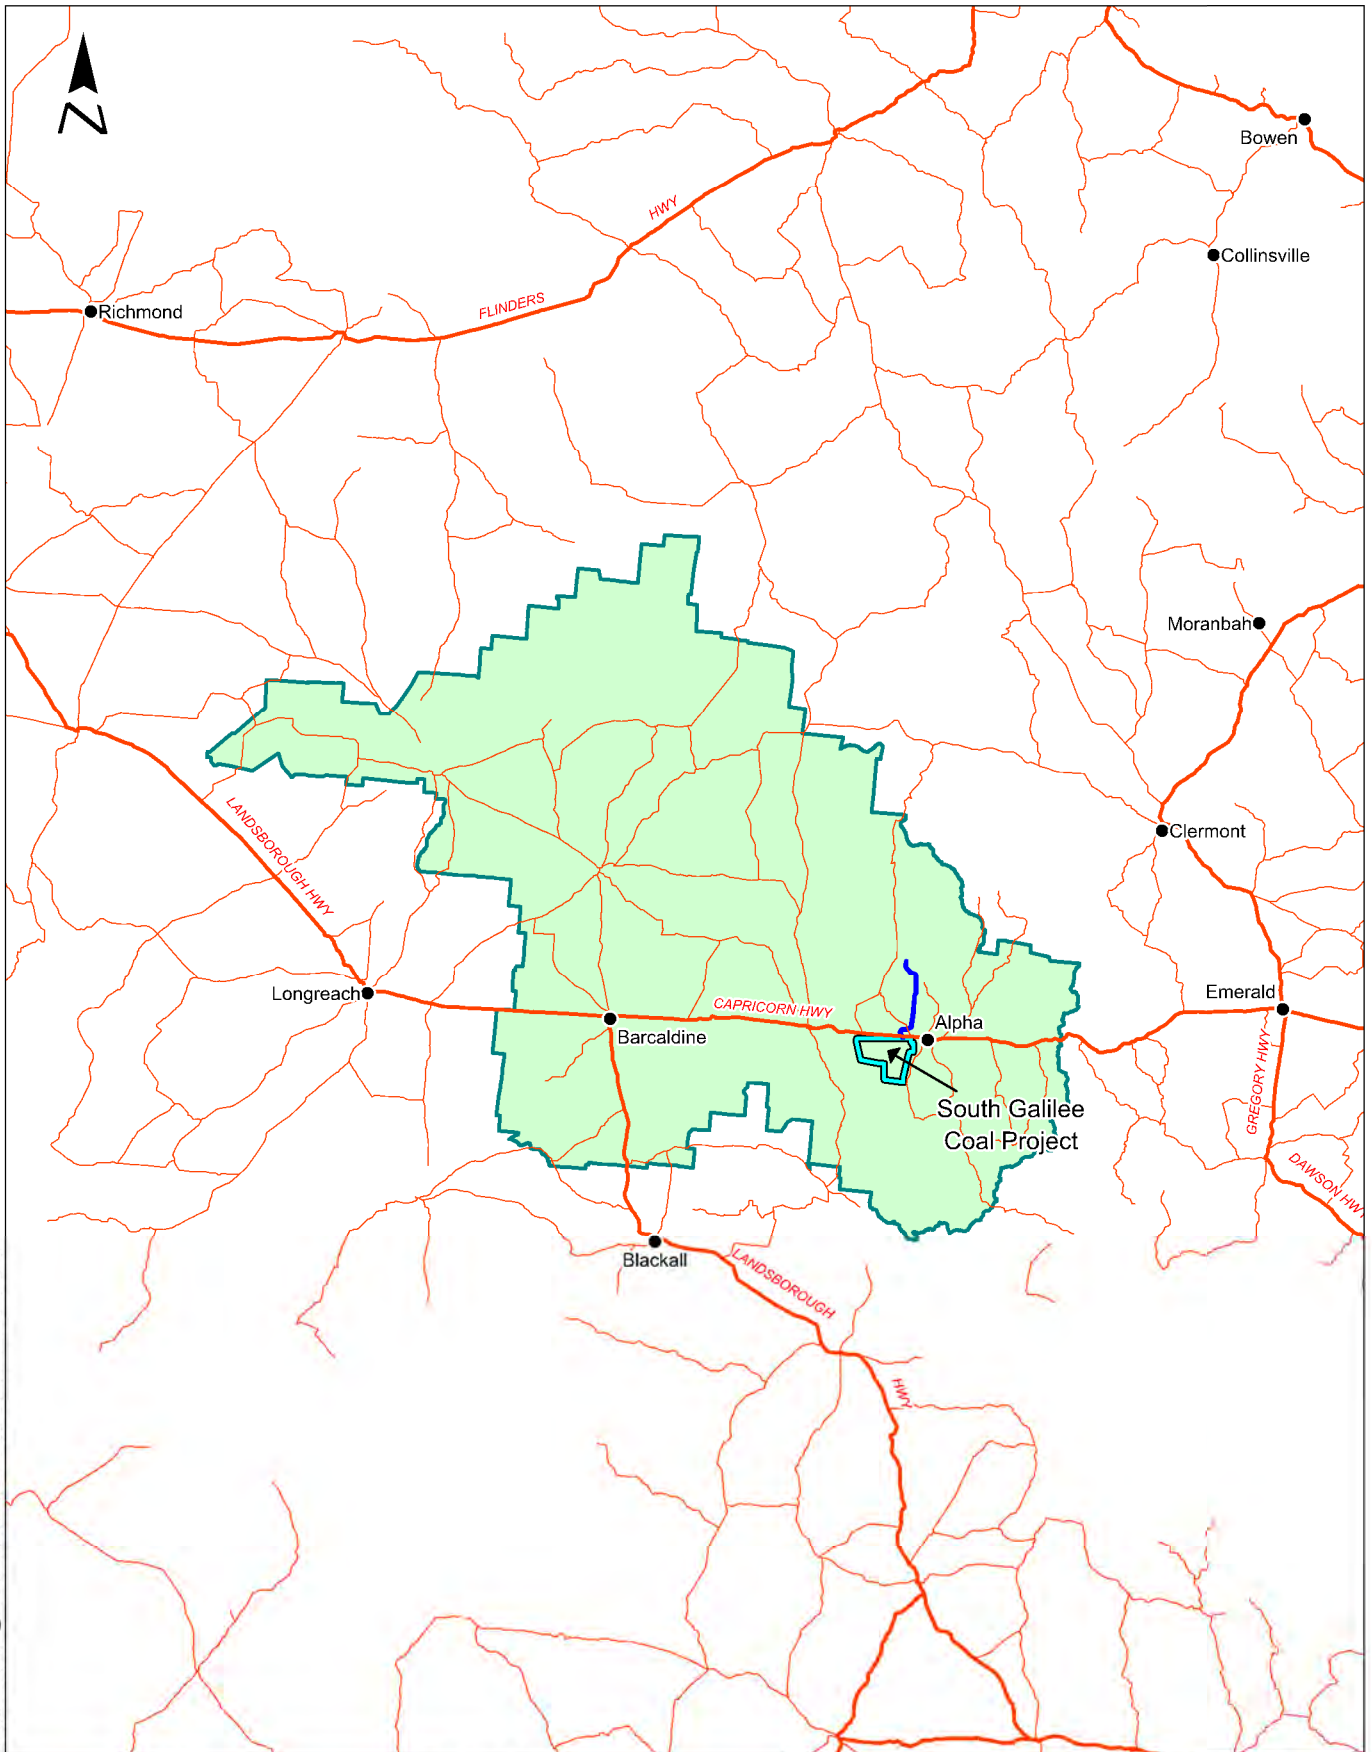 N
Bowen
HWY
Collinsville
FLINDERS
Richmond
Moranbah
LANDSBOROUGH HWY
Clermont
Longreach
CAPRICORN HWY
Emerald
Alpha
Barcaldine
GREGORY HWY
South Galilee
Coal Project
DAWSON HWY
Blackall
LANDSBOROUGH
HWY